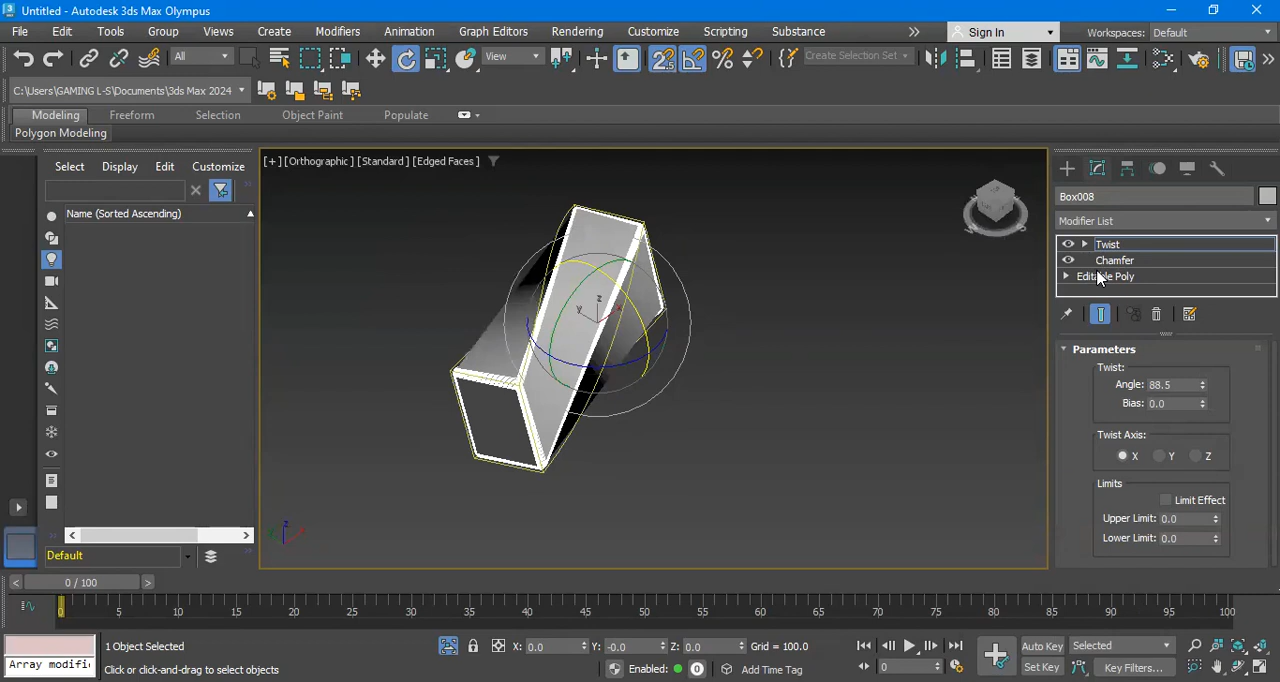 Untitled - Autodesk 3ds Max Olympus
File Edit Tools Group Views Create Modifiers Animation Graph Editors Rendering Customize Scripting Substance Sign In Workspaces: Default
All View Create Selection Set
C:\Users\GAMING L-S\Documents\3ds Max 2024
Modeling Freeform Selection Object Paint Populate
Polygon Modeling
Select Display Edit Customize
Name (Sorted Ascending)
[+] [Orthographic] [Standard] [Edged Faces]
Box008
Modifier List
Twist
Chamfer
Editable Poly
Parameters
Twist:
Angle: 88.5
Bias: 0.0
Twist Axis:
X Y Z
Limits
Limit Effect
Upper Limit: 0.0
Lower Limit: 0.0
z
y
Default
0 / 100
0 5 10 15 20 25 30 35 40 45 50 55 60 65 70 75 80 85 90 95 100
1 Object Selected X: 0.0 Y: -0.0 Z: 0.0 Grid = 100.0 Auto Key Selected
Array modifi
Click or click-and-drag to select objects Enabled: 0 Add Time Tag 0 Set Key Key Filters...